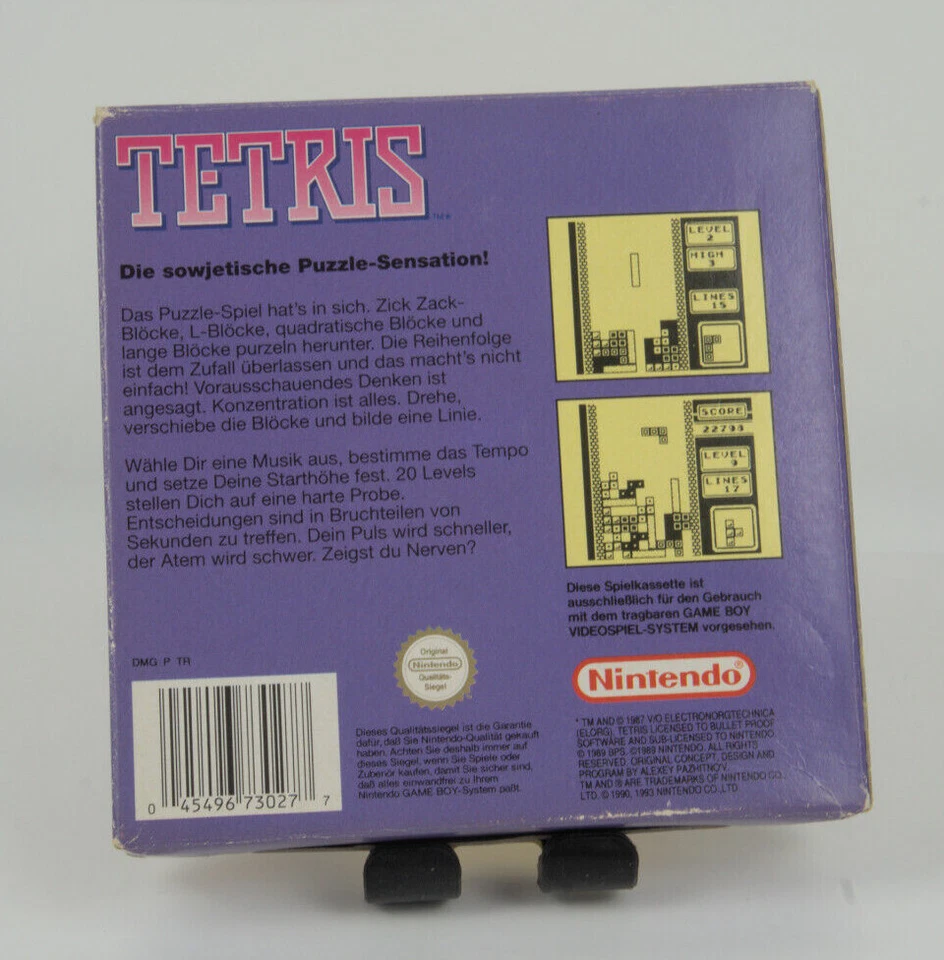 TETRIS
TM*
Die sowjetische Puzzle-Sensation!
Das Puzzle-Spiel hat's in sich. Zick Zack-
Blöcke, L-Blöcke, quadratische Blöcke und
lange Blöcke purzeln herunter. Die Reihenfolge
ist dem Zufall überlassen und das macht's nicht
einfach! Vorausschauendes Denken ist
angesagt. Konzentration ist alles. Drehe,
verschiebe die Blöcke und bilde eine Linie.
Wähle Dir eine Musik aus, bestimme das Tempo
und setze Deine Starthöhe fest. 20 Levels
stellen Dich auf eine harte Probe.
Entscheidungen sind in Bruchteilen von
Sekunden zu treffen. Dein Puls wird schneller,
der Atem wird schwer. Zeigst du Nerven?
LEVEL
2
HIGH
3
LINES
15
SCORE
22793
LEVEL
9
LINES
17
Diese Spielkassette ist
ausschließlich für den Gebrauch
mit dem tragbaren GAME BOY
VIDEOSPIEL-SYSTEM vorgesehen.
DMG P TR
0 45496 73027 7
Original
Nintendo
Qualitäts-
Siegel
Dieses Qualitätssiegel ist die Garantie
dafür, daß Sie Nintendo-Qualität gekauft
haben. Achten Sie deshalb immer auf
dieses Siegel, wenn Sie Spiele oder
Zubehör kaufen, damit Sie sicher sind,
daß alles einwandfrei zu Ihrem
Nintendo GAME BOY-System paßt.
Nintendo®
* TM AND © 1987 V/O ELECTRONORGTECHNICA
(ELORG). TETRIS LICENSED TO BULLET PROOF
SOFTWARE AND SUB-LICENSED TO NINTENDO.
© 1989 BPS. ©1989 NINTENDO. ALL RIGHTS
RESERVED. ORIGINAL CONCEPT, DESIGN AND
PROGRAM BY ALEXEY PAZHITNOV.
TM AND ® ARE TRADEMARKS OF NINTENDO CO.,
LTD. © 1990, 1993 NINTENDO CO.,LTD